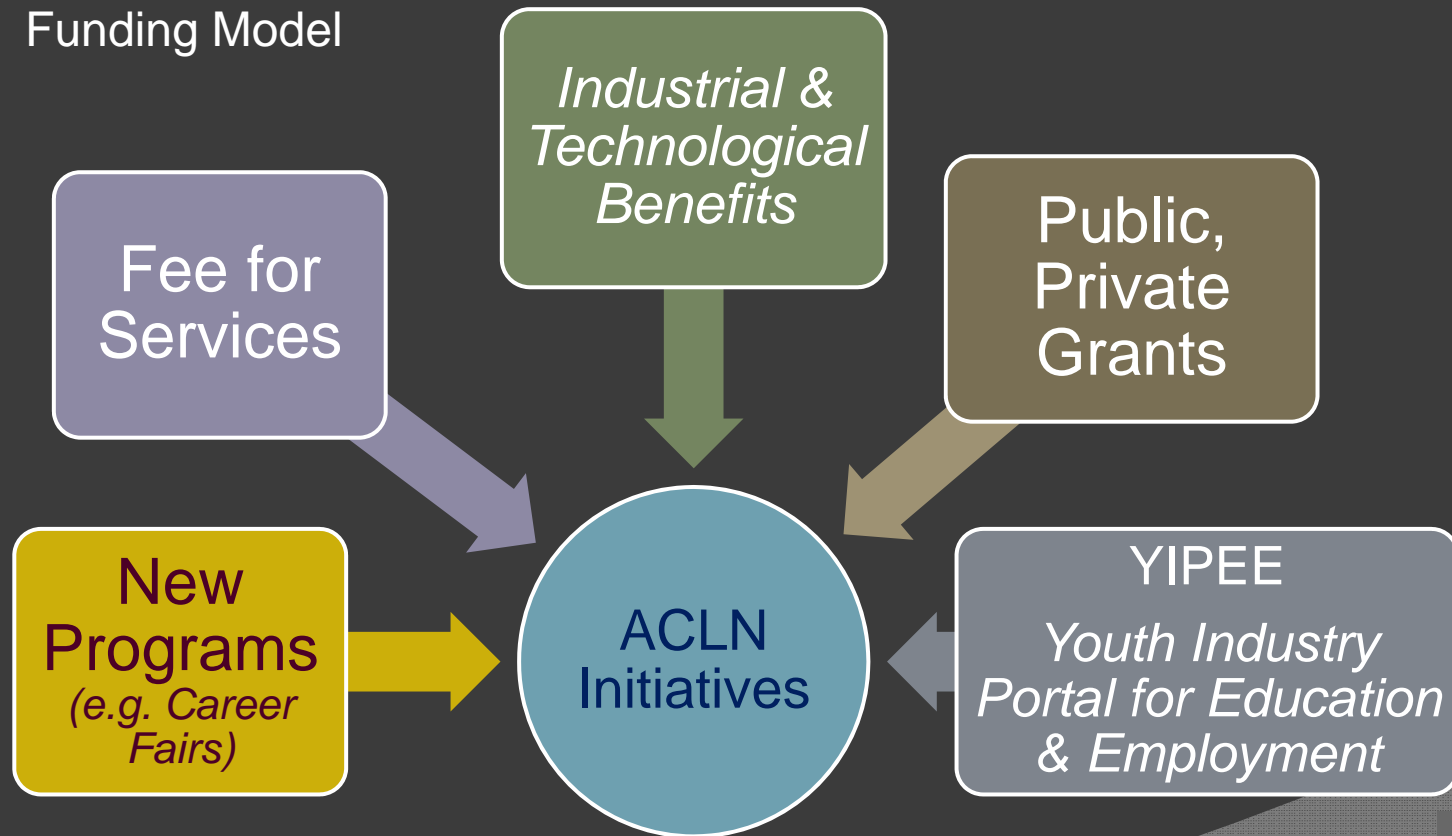 Funding Model
Industrial &
Technological
Benefits
Fee for
Services
Public,
Private
Grants
New
Programs
(e.g. Career
Fairs)
ACLN
Initiatives
YIPEE
Youth Industry
Portal for Education
& Employment